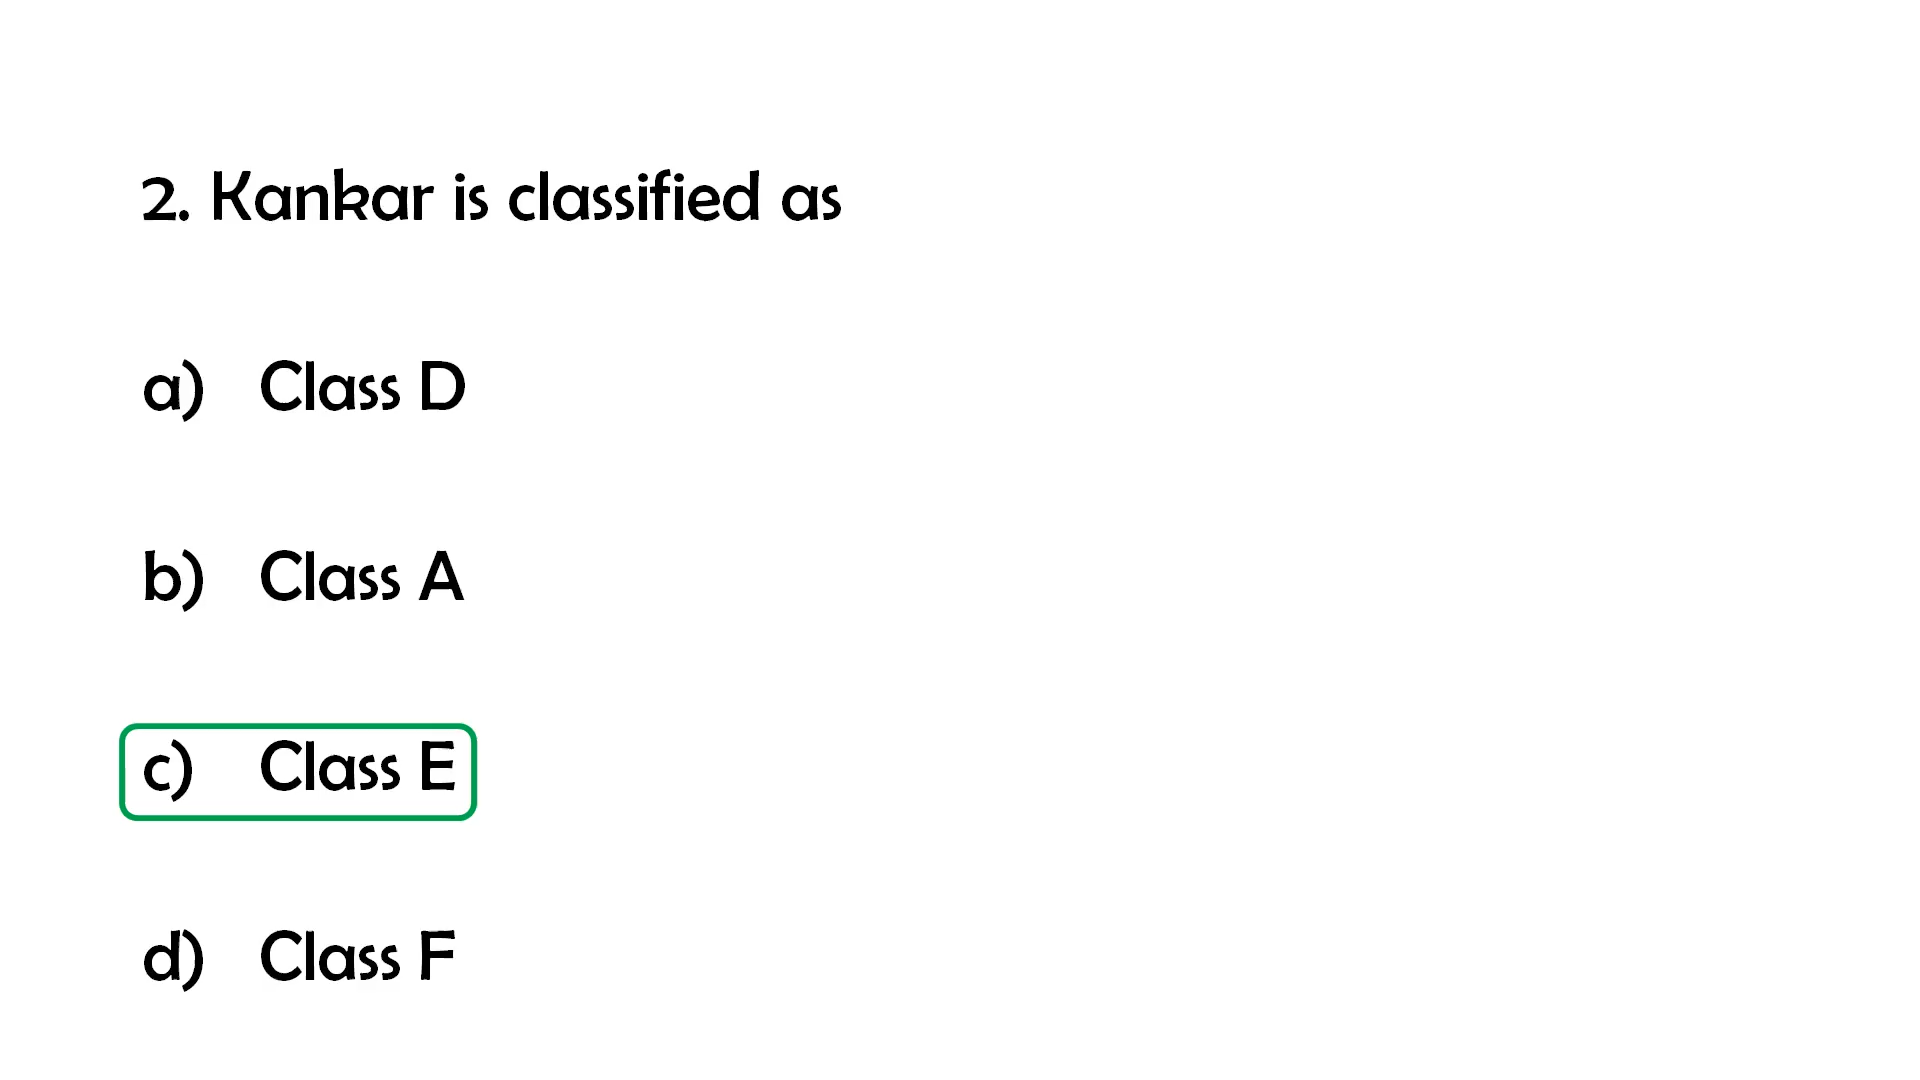 2. Kankar is classified as
a) Class D
b) Class A
c) Class E
d) Class F